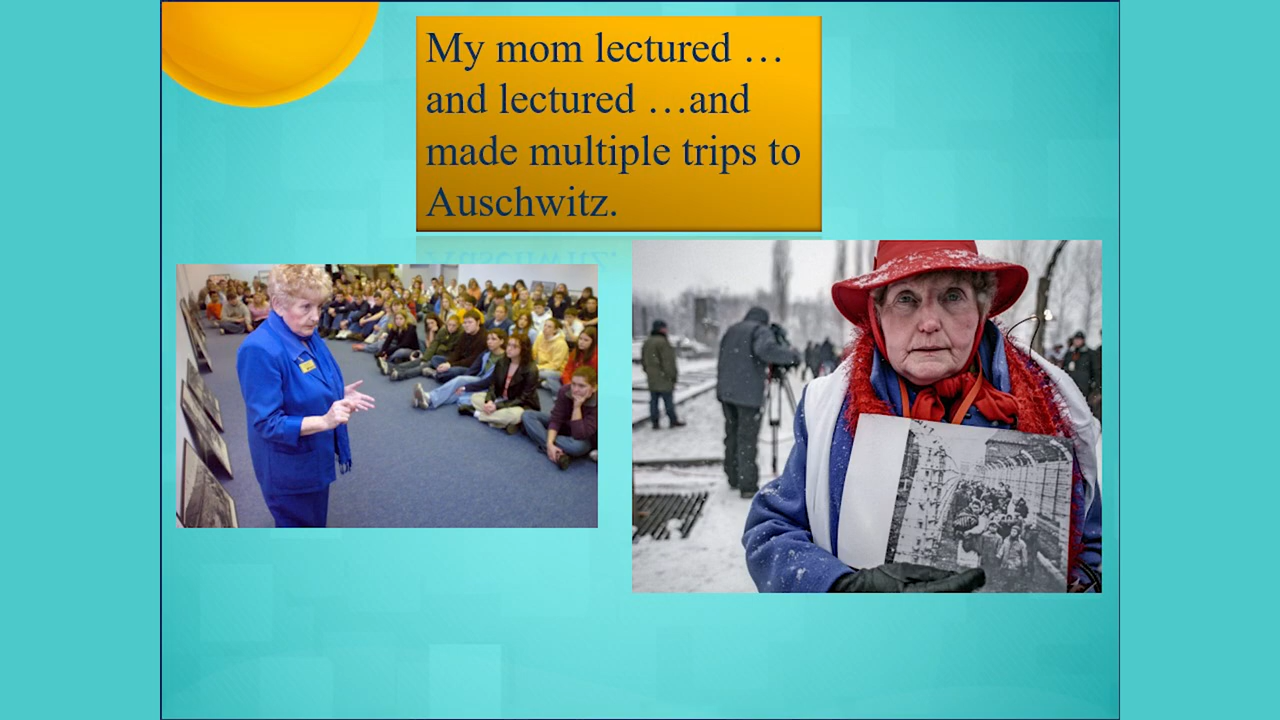 My mom lectured …
and lectured …and
made multiple trips to
Auschwitz.